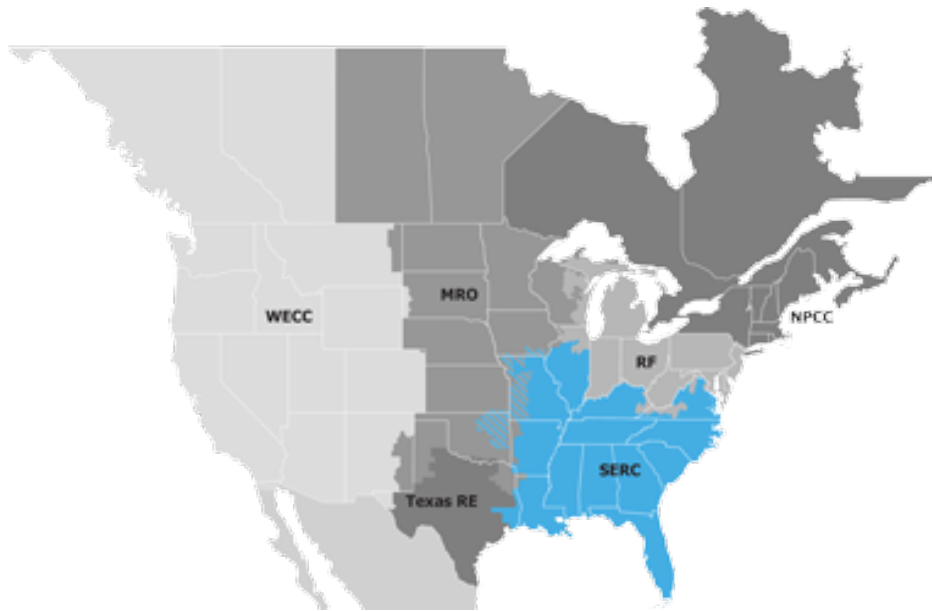 MRO
WECC
NPCC
RF
SERC
Texas RE